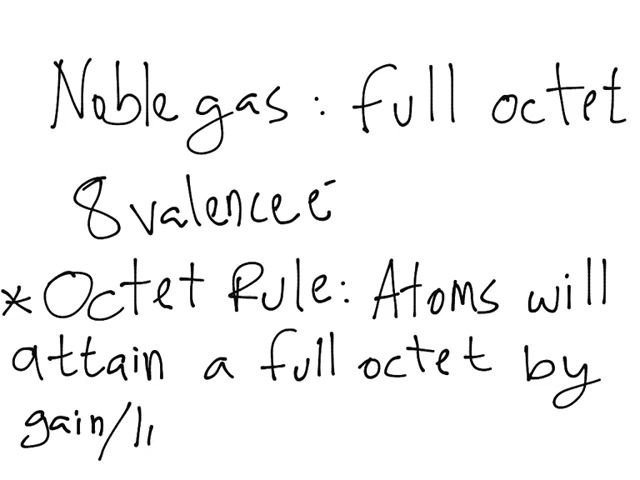 Noble gas : full octet
8 valence e⁻
* Octet Rule: Atoms will
attain a full octet by
gain/